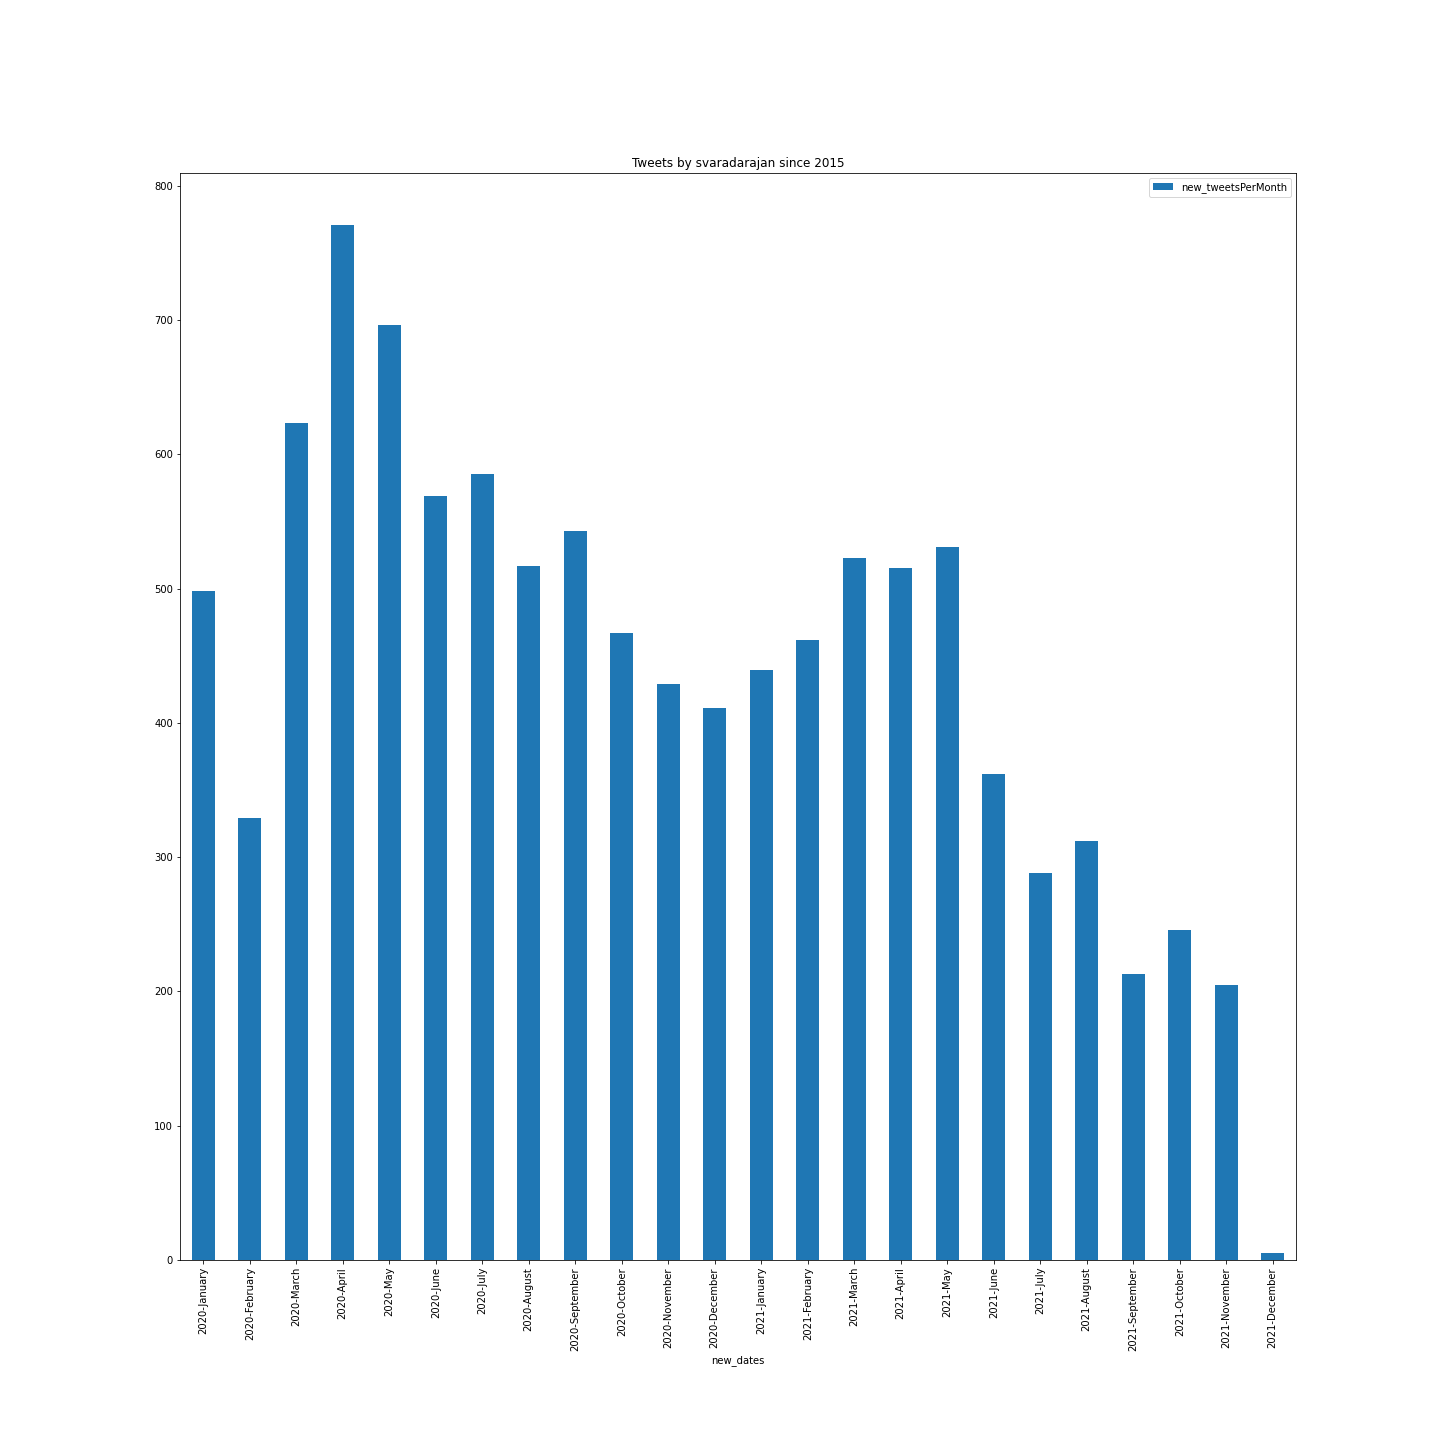 Tweets by svaradarajan since 2015
new_tweetsPerMonth
800
700
600
500
400
300
200
100
0
2020-January
2020-February
2020-March
2020-April
2020-May
2020-June
2020-July
2020-August
2020-September
2020-October
2020-November
2020-December
2021-January
2021-February
2021-March
2021-April
2021-May
2021-June
2021-July
2021-August
2021-September
2021-October
2021-November
2021-December
new_dates